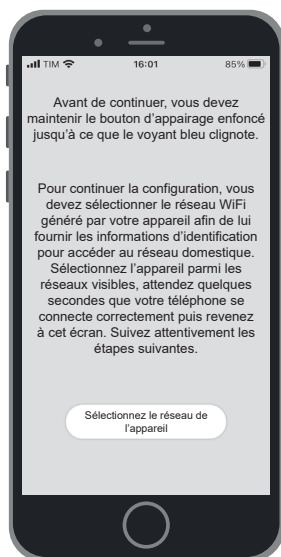 TIM 16:01 85%
Avant de continuer, vous devez
maintenir le bouton d'appairage enfoncé
jusqu'à ce que le voyant bleu clignote.
Pour continuer la configuration, vous
devez sélectionner le réseau WiFi
généré par votre appareil afin de lui
fournir les informations d'identification
pour accéder au réseau domestique.
Sélectionnez l'appareil parmi les
réseaux visibles, attendez quelques
secondes que votre téléphone se
connecte correctement puis revenez
à cet écran. Suivez attentivement les
étapes suivantes.
Sélectionnez le réseau de
l'appareil